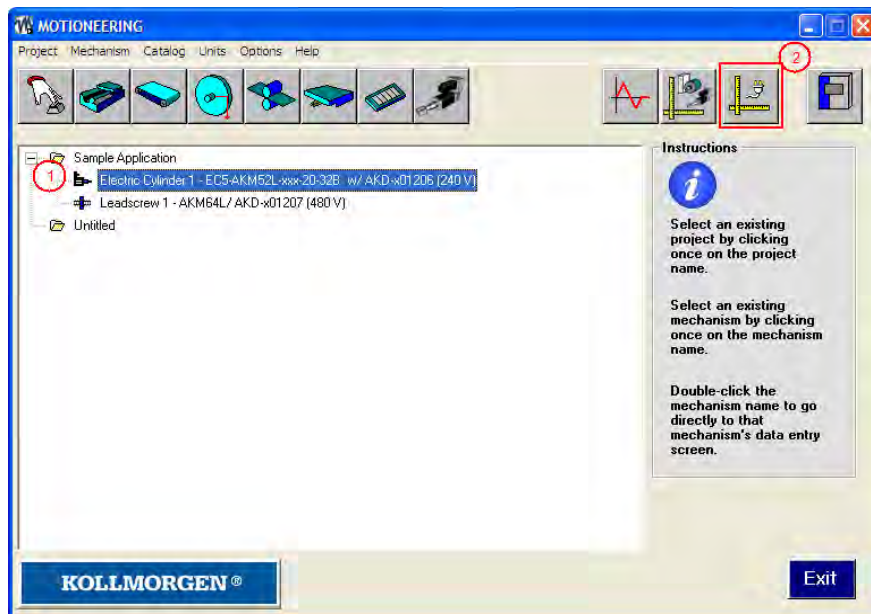 MOTIONEERING
Project Mechanism Catalog Units Options Help
2
Sample Application
1
Electric Cylinder 1 - EC5-AKM52L-xxx-20-32B w/ AKD-x01206 (240 V)
Leadscrew 1 - AKM64L/ AKD-x01207 (480 V)
Untitled
Instructions
i
Select an existing
project by clicking
once on the project
name.
Select an existing
mechanism by clicking
once on the mechanism
name.
Double-click the
mechanism name to go
directly to that
mechanism's data entry
screen.
KOLLMORGEN ®
Exit